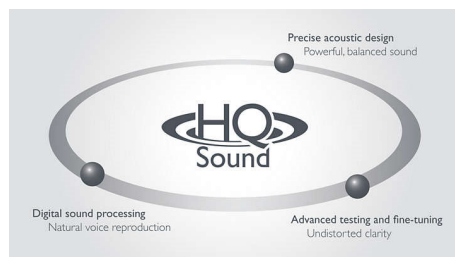 Precise acoustic design
Powerful, balanced sound
HQ
Sound
Digital sound processing
Natural voice reproduction
Advanced testing and fine-tuning
Undistorted clarity